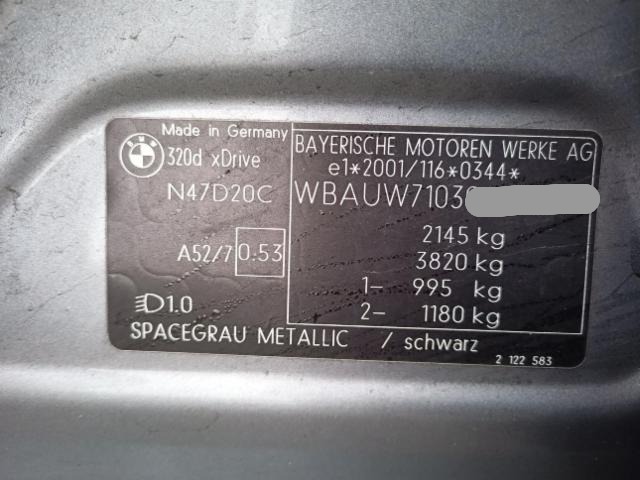 Made in Germany
320d xDrive
N47D20C
A52/7 0.53
1.0
BAYERISCHE MOTOREN WERKE AG
e1*2001/116*0344*
WBAUW7103
2145 kg
3820 kg
1- 995 kg
2- 1180 kg
SPACEGRAU METALLIC / schwarz
2 122 583